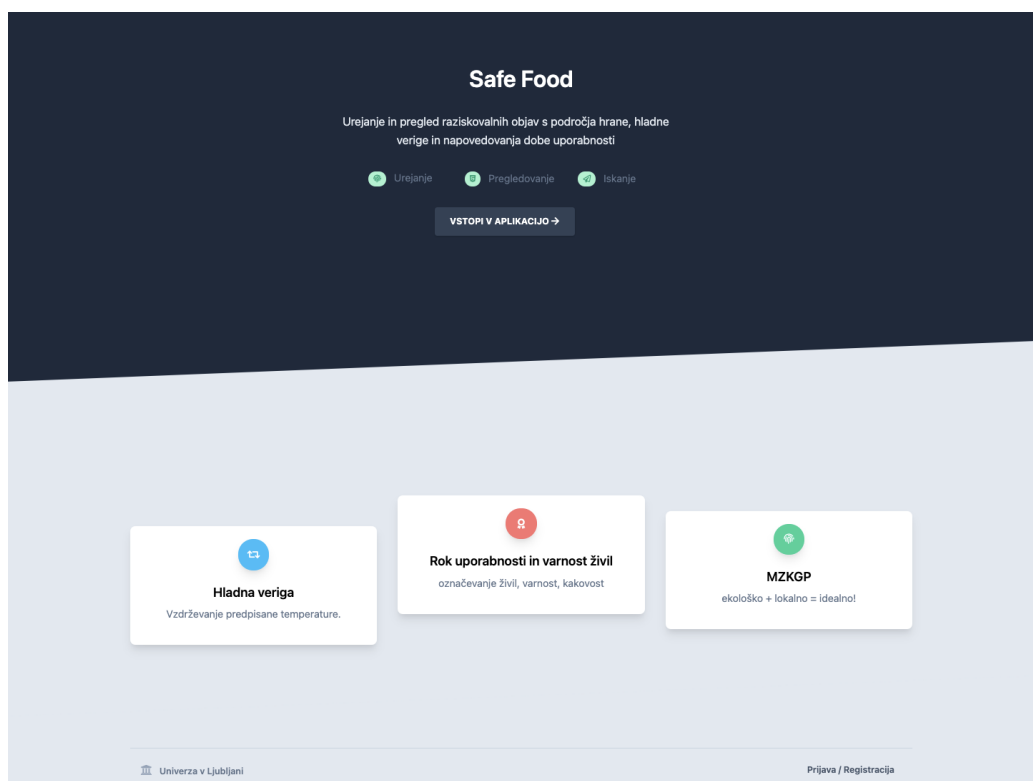 Safe Food
Urejanje in pregled raziskovalnih objav s področja hrane, hladne
verige in napovedovanja dobe uporabnosti
Urejanje
Pregledovanje
Iskanje
VSTOPI V APLIKACIJO →
Hladna veriga
Vzdrževanje predpisane temperature.
Rok uporabnosti in varnost živil
označevanje živil, varnost, kakovost
MZKGP
ekološko + lokalno = idealno!
Univerza v Ljubljani
Prijava / Registracija